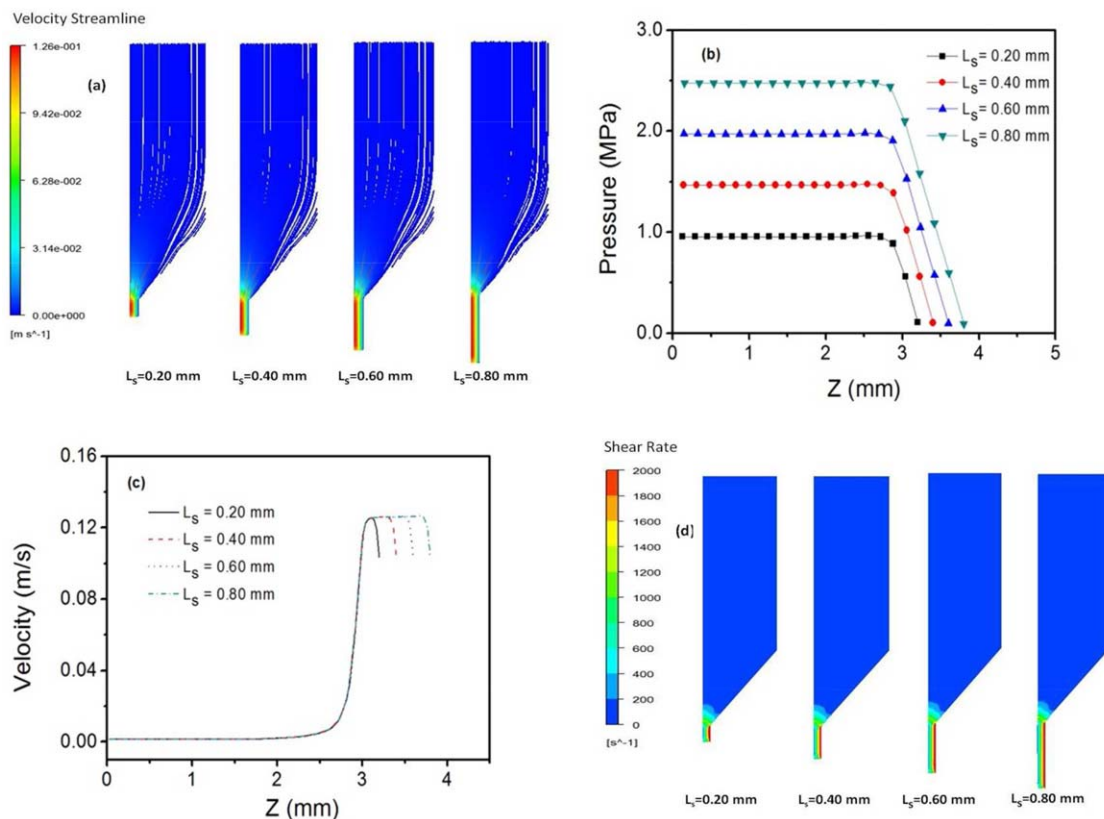 Velocity Streamline
1.26e-001
9.42e-002
6.28e-002
3.14e-002
0.00e+000
[m s^-1]
(a)
Ls=0.20 mm
Ls=0.40 mm
Ls=0.60 mm
Ls=0.80 mm
(b)
Ls= 0.20 mm
Ls= 0.40 mm
Ls= 0.60 mm
Ls= 0.80 mm
Pressure (MPa)
3.0
2.0
1.0
0.0
0 1 2 3 4 5
Z (mm)
(c)
Ls = 0.20 mm
Ls = 0.40 mm
Ls = 0.60 mm
Ls = 0.80 mm
Velocity (m/s)
0.16
0.12
0.08
0.04
0.00
0 1 2 3 4
Z (mm)
Shear Rate
2000
1800
1600
1400
1200
1000
800
600
400
200
0
[s^-1]
(d)
Ls=0.20 mm
Ls=0.40 mm
Ls=0.60 mm
Ls=0.80 mm